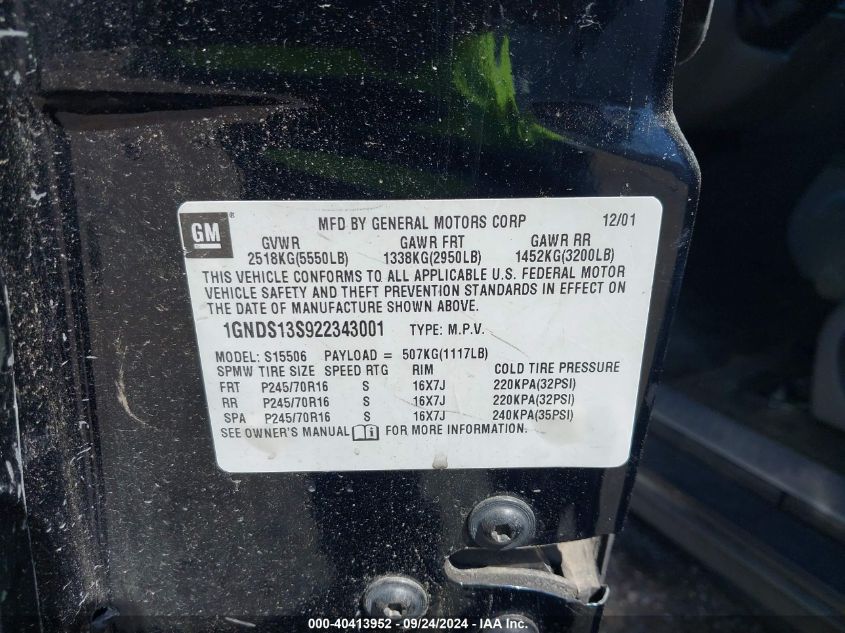 GM ® MFD BY GENERAL MOTORS CORP 12/01
GVWR GAWR FRT GAWR RR
2518KG(5550LB) 1338KG(2950LB) 1452KG(3200LB)
THIS VEHICLE CONFORMS TO ALL APPLICABLE U.S. FEDERAL MOTOR
VEHICLE SAFETY AND THEFT PREVENTION STANDARDS IN EFFECT ON
THE DATE OF MANUFACTURE SHOWN ABOVE.
1GNDS13S922343001 TYPE: M.P.V.
MODEL: S15506 PAYLOAD = 507KG(1117LB)
SPMW TIRE SIZE SPEED RTG RIM COLD TIRE PRESSURE
FRT P245/70R16 S 16X7J 220KPA(32PSI)
RR P245/70R16 S 16X7J 220KPA(32PSI)
SPA P245/70R16 S 16X7J 240KPA(35PSI)
SEE OWNER'S MANUAL i FOR MORE INFORMATION.
000-40413952 - 09/24/2024 - IAA Inc.